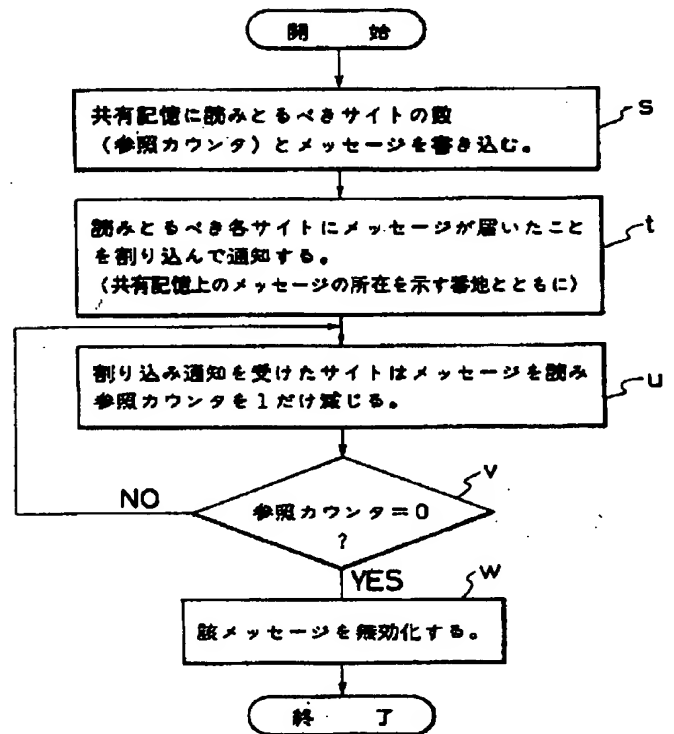 開 始
共有記憶に読みとるべきサイトの数
(参照カウンタ)とメッセージを書き込む。
s
読みとるべき各サイトにメッセージが届いたこと
を割り込んで通知する。
(共有記憶上のメッセージの所在を示す番地とともに)
t
割り込み通知を受けたサイトはメッセージを読み
参照カウンタを1だけ減じる。
u
参照カウンタ=0
?
v
NO
YES
w
該メッセージを無効化する。
終 了